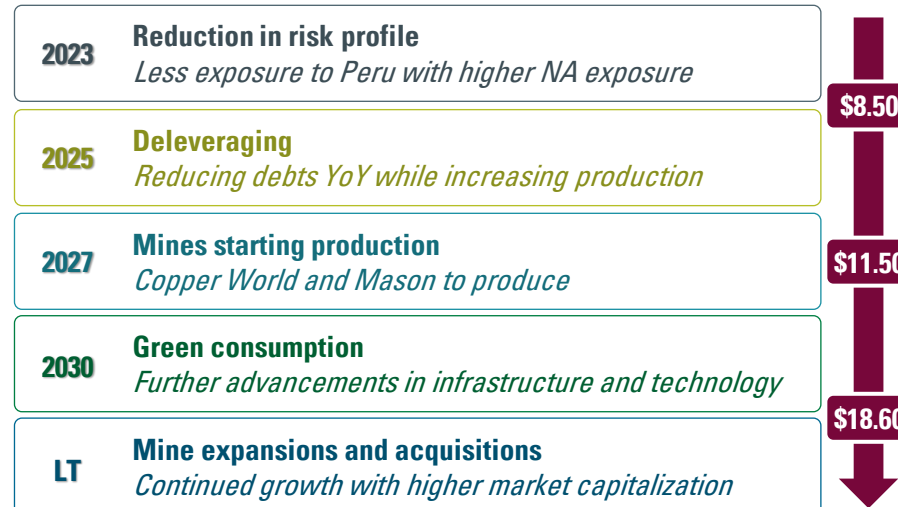 2023
Reduction in risk profile
Less exposure to Peru with higher NA exposure
$8.50
2025
Deleveraging
Reducing debts YoY while increasing production
2027
Mines starting production
Copper World and Mason to produce
$11.50
2030
Green consumption
Further advancements in infrastructure and technology
$18.60
LT
Mine expansions and acquisitions
Continued growth with higher market capitalization